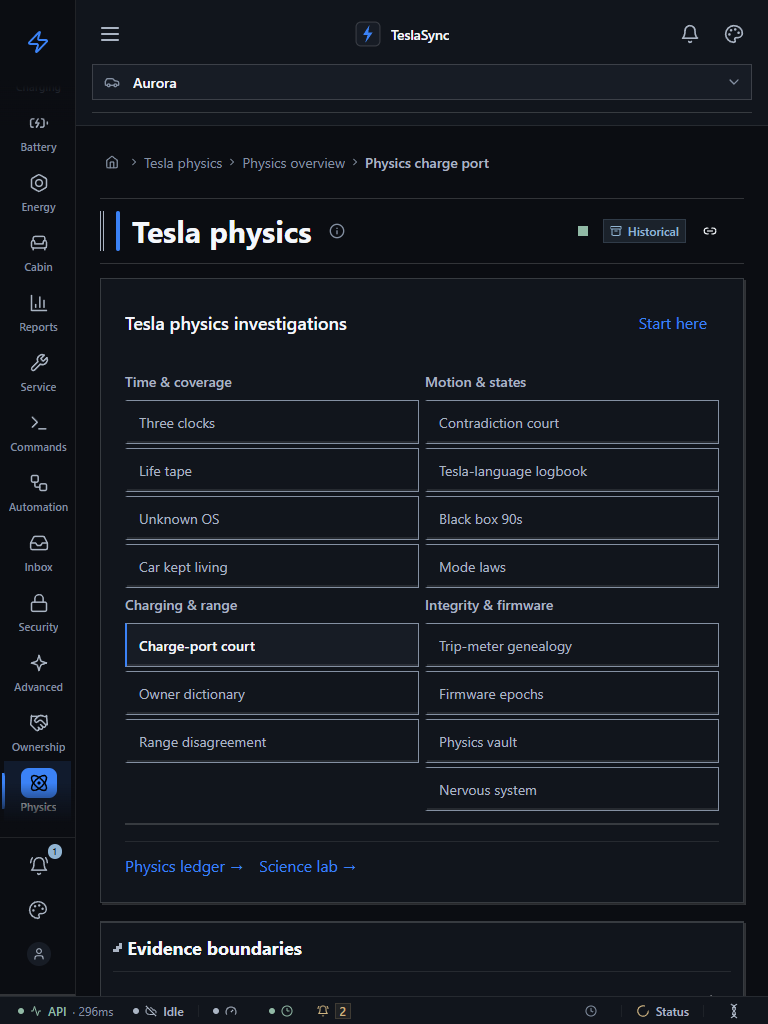 TeslaSync
Aurora
Charging
Battery
Energy
Cabin
Reports
Service
Commands
Automation
Inbox
Security
Advanced
Ownership
Physics
1
Tesla physics
Physics overview
Physics charge port
Tesla physics
Historical
Tesla physics investigations
Start here
Time & coverage
Three clocks
Life tape
Unknown OS
Car kept living
Motion & states
Contradiction court
Tesla-language logbook
Black box 90s
Mode laws
Charging & range
Charge-port court
Owner dictionary
Range disagreement
Integrity & firmware
Trip-meter genealogy
Firmware epochs
Physics vault
Nervous system
Physics ledger →
Science lab →
Evidence boundaries
API · 296ms
Idle
2
Status